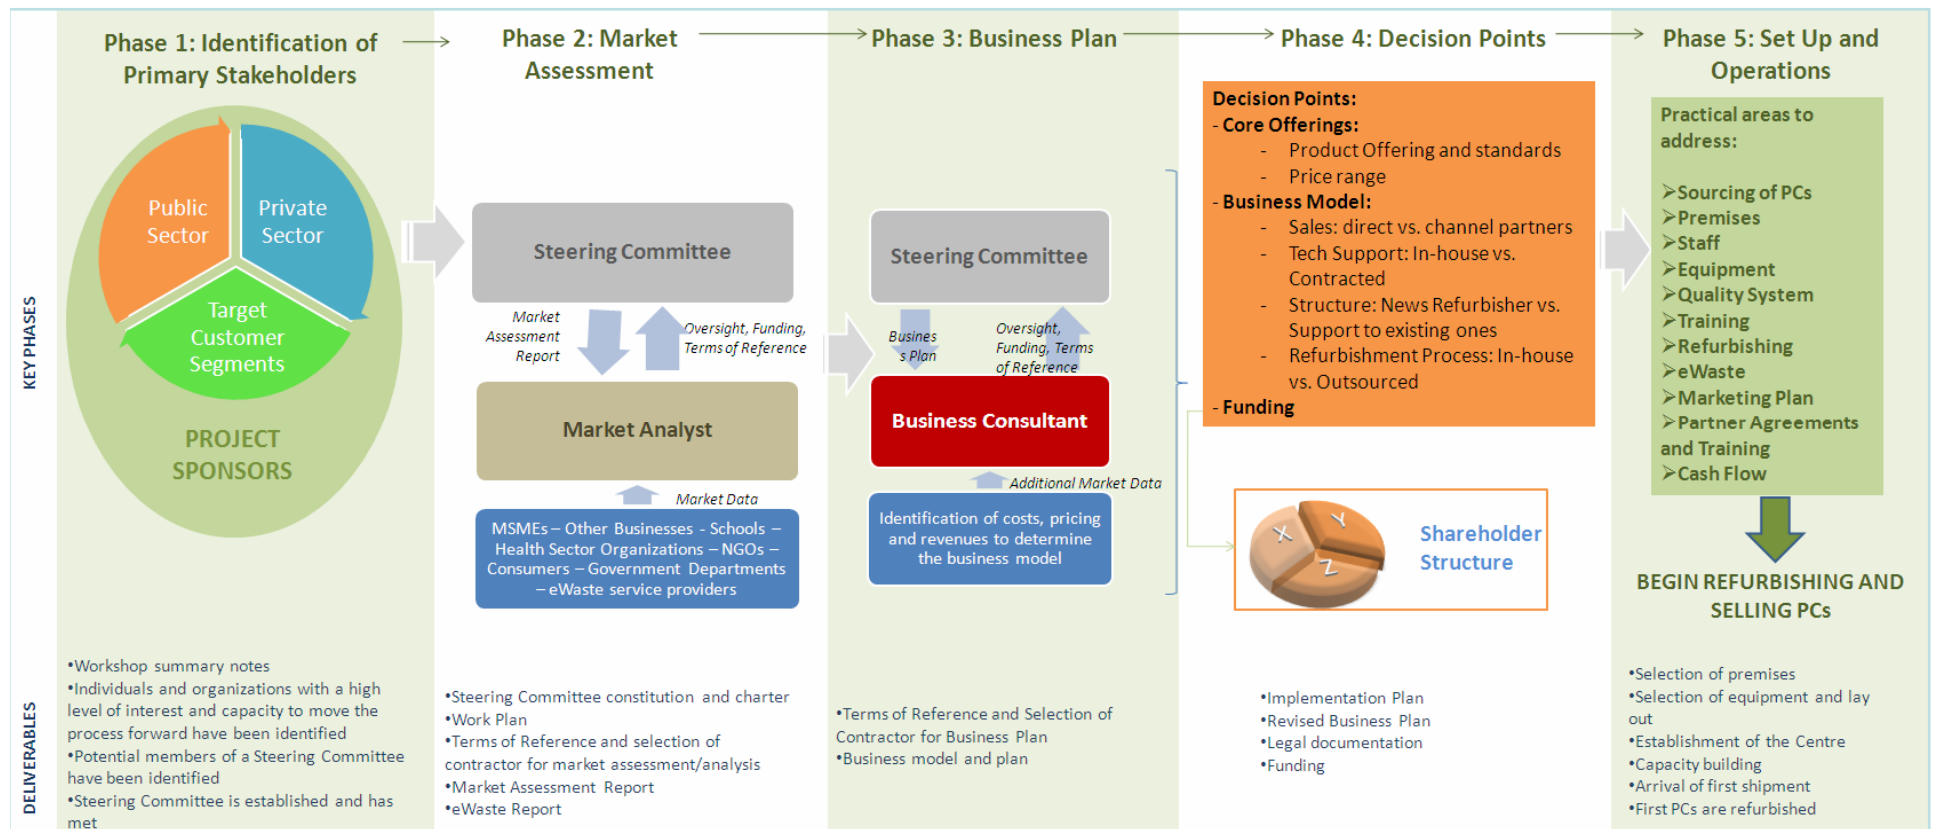 Phase 1: Identification of
Primary Stakeholders
Phase 2: Market
Assessment
Phase 3: Business Plan
Phase 4: Decision Points
Phase 5: Set Up and
Operations
KEY PHASES
Public
Sector
Private
Sector
Target
Customer
Segments
PROJECT
SPONSORS
Steering Committee
Market
Assessment
Report
Oversight, Funding,
Terms of Reference
Market Analyst
Market Data
MSMEs – Other Businesses - Schools –
Health Sector Organizations – NGOs –
Consumers – Government Departments
– eWaste service providers
Steering Committee
Busines
s Plan
Oversight,
Funding, Terms
of Reference
Business Consultant
Additional Market Data
Identification of costs, pricing
and revenues to determine
the business model
Decision Points:
- Core Offerings:
- Product Offering and standards
- Price range
- Business Model:
- Sales: direct vs. channel partners
- Tech Support: In-house vs.
Contracted
- Structure: News Refurbisher vs.
Support to existing ones
- Refurbishment Process: In-house
vs. Outsourced
- Funding
X
Y
Z
Shareholder
Structure
Practical areas to
address:
➢Sourcing of PCs
➢Premises
➢Staff
➢Equipment
➢Quality System
➢Training
➢Refurbishing
➢eWaste
➢Marketing Plan
➢Partner Agreements
and Training
➢Cash Flow
BEGIN REFURBISHING AND
SELLING PCs
DELIVERABLES
•Workshop summary notes
•Individuals and organizations with a high
level of interest and capacity to move the
process forward have been identified
•Potential members of a Steering Committee
have been identified
•Steering Committee is established and has
met
•Steering Committee constitution and charter
•Work Plan
•Terms of Reference and selection of
contractor for market assessment/analysis
•Market Assessment Report
•eWaste Report
•Terms of Reference and Selection of
Contractor for Business Plan
•Business model and plan
•Implementation Plan
•Revised Business Plan
•Legal documentation
•Funding
•Selection of premises
•Selection of equipment and lay
out
•Establishment of the Centre
•Capacity building
•Arrival of first shipment
•First PCs are refurbished